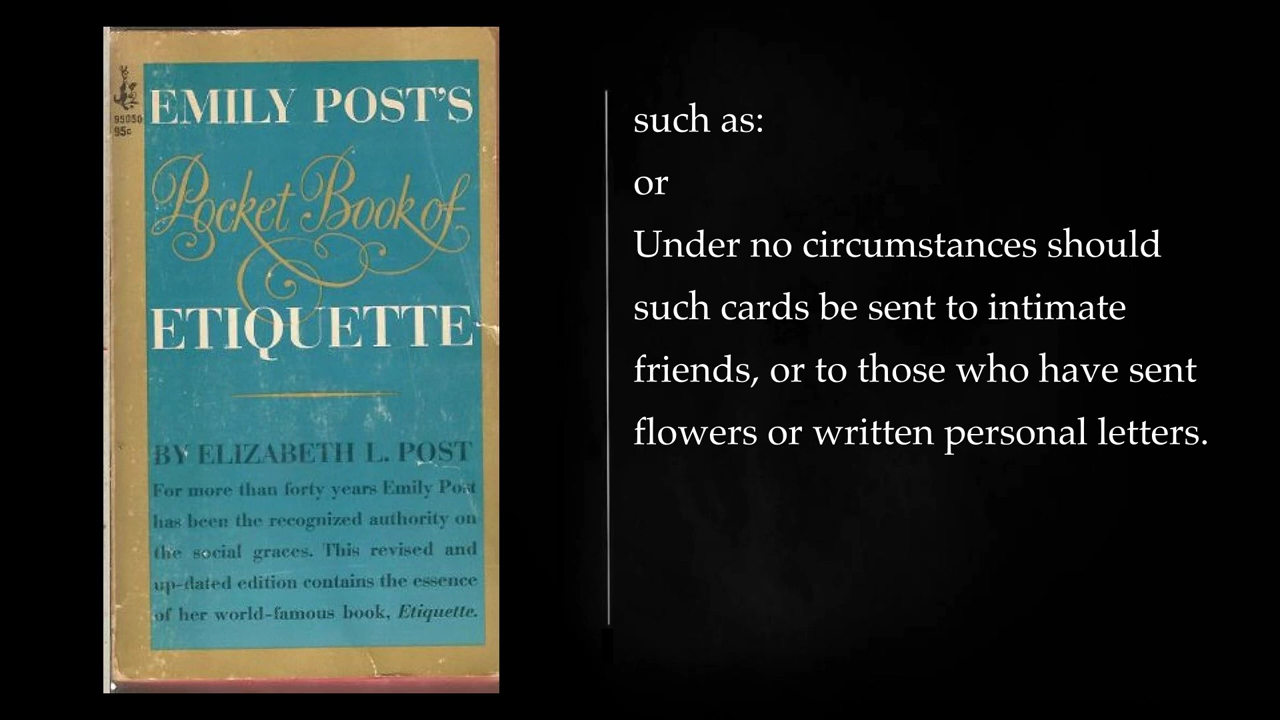 95050
95c
EMILY POST'S
Pocket Book of
ETIQUETTE
BY ELIZABETH L. POST
For more than forty years Emily Post
has been the recognized authority on
the social graces. This revised and
up-dated edition contains the essence
of her world-famous book, Etiquette.
such as:
or
Under no circumstances should
such cards be sent to intimate
friends, or to those who have sent
flowers or written personal letters.